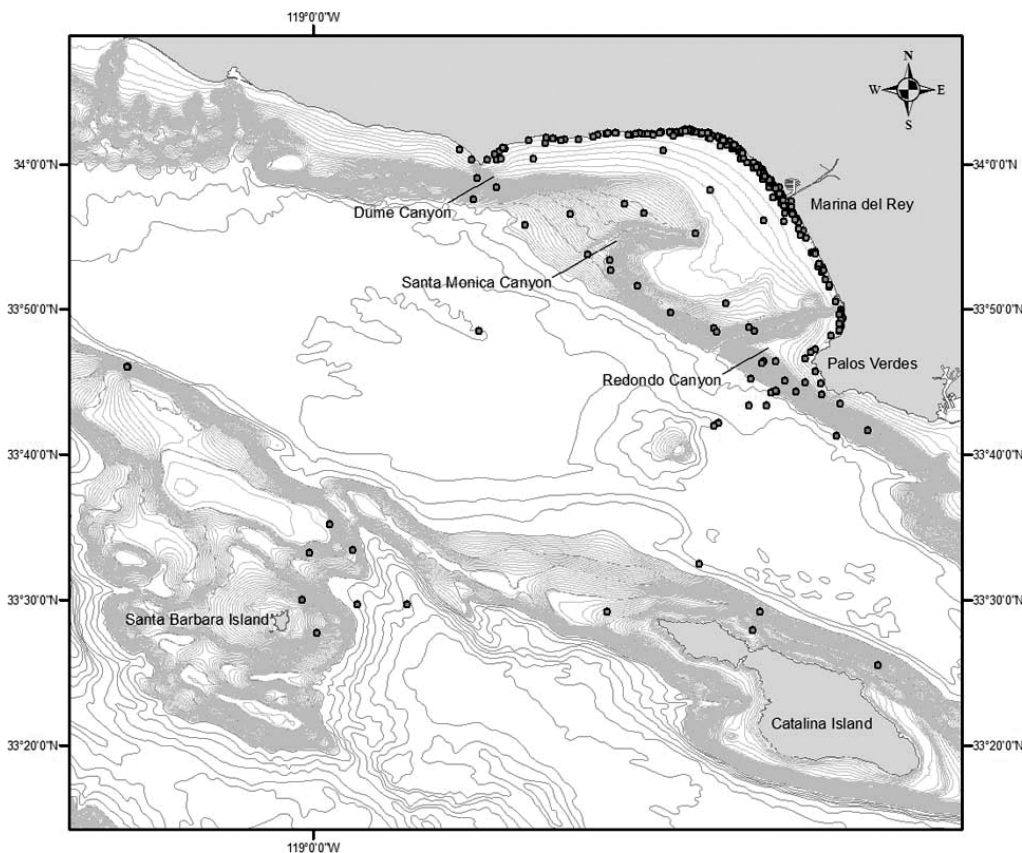 119°0'0"W
N
W
E
S
34°0'0"N
34°0'0"N
Marina del Rey
Dume Canyon
Santa Monica Canyon
33°50'0"N
33°50'0"N
Palos Verdes
Redondo Canyon
33°40'0"N
33°40'0"N
33°30'0"N
33°30'0"N
Santa Barbara Island
Catalina Island
33°20'0"N
33°20'0"N
119°0'0"W